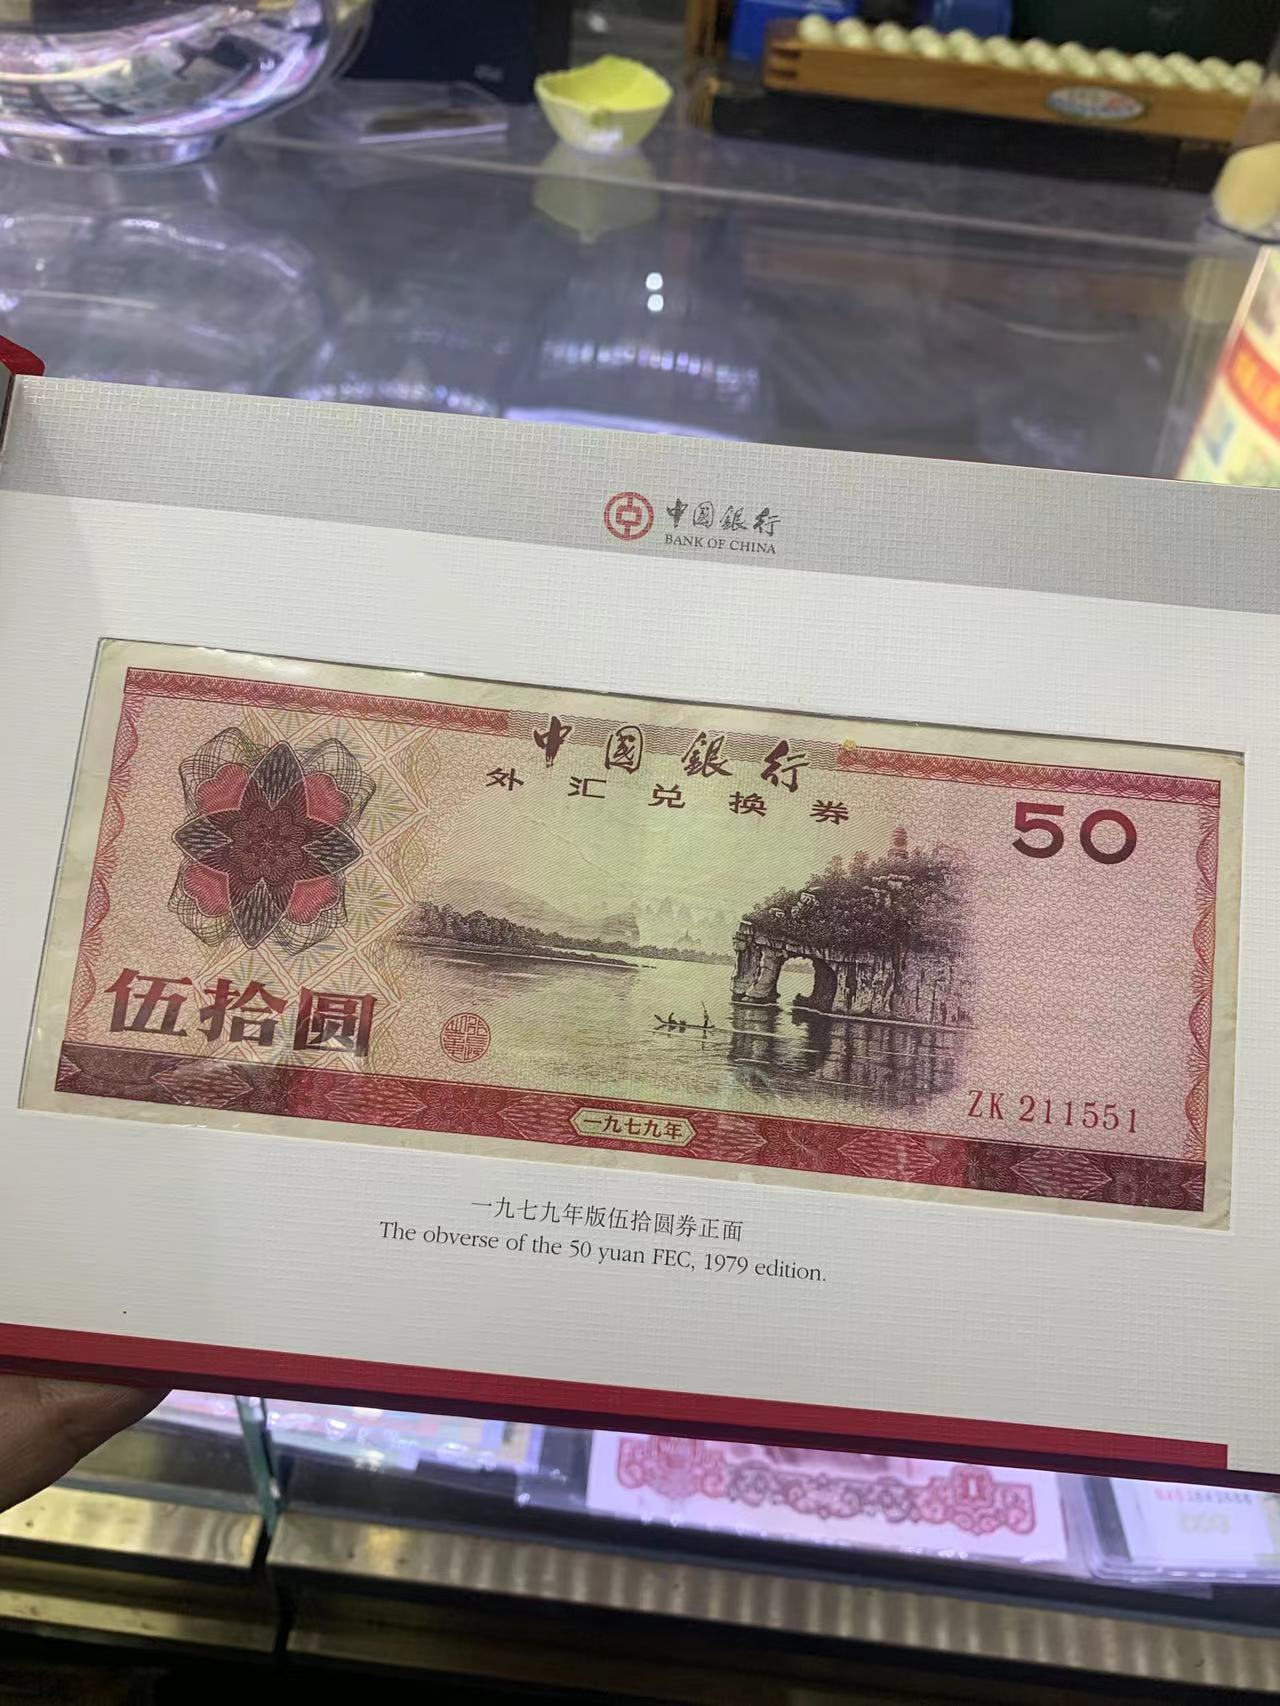 中国銀行
BANK OF CHINA
中国銀行
外汇兑换券
50
伍拾圆
ZK 211551
一九七九年
一九七九年版伍拾圆券正面
The obverse of the 50 yuan FEC, 1979 edition.